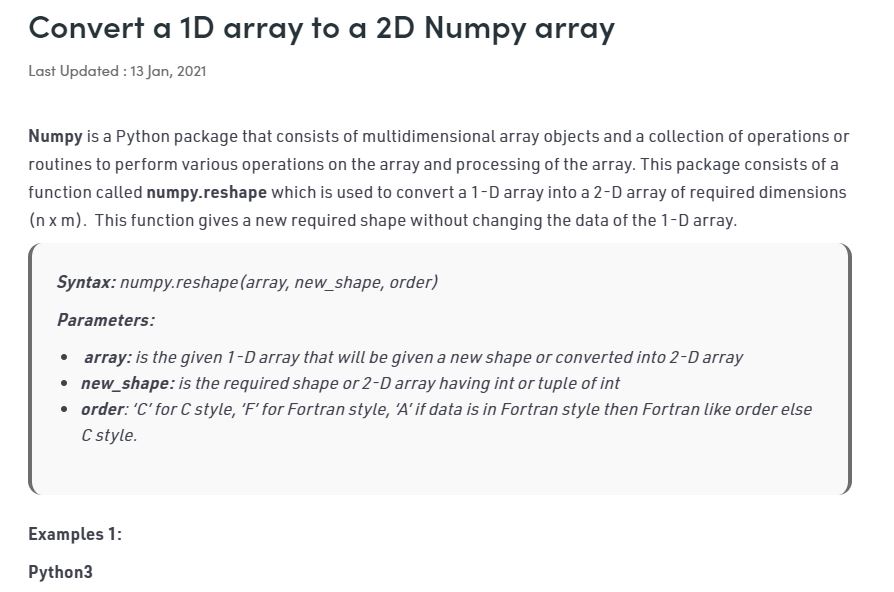 Convert a 1D array to a 2D Numpy array
Last Updated : 13 Jan, 2021
Numpy is a Python package that consists of multidimensional array objects and a collection of operations or
routines to perform various operations on the array and processing of the array. This package consists of a
function called numpy.reshape which is used to convert a 1-D array into a 2-D array of required dimensions
(n x m). This function gives a new required shape without changing the data of the 1-D array.
Syntax: numpy.reshape(array, new_shape, order)
Parameters:
• array: is the given 1-D array that will be given a new shape or converted into 2-D array
• new_shape: is the required shape or 2-D array having int or tuple of int
• order: ‘C’ for C style, ‘F’ for Fortran style, ‘A’ if data is in Fortran style then Fortran like order else
C style.
Examples 1:
Python3